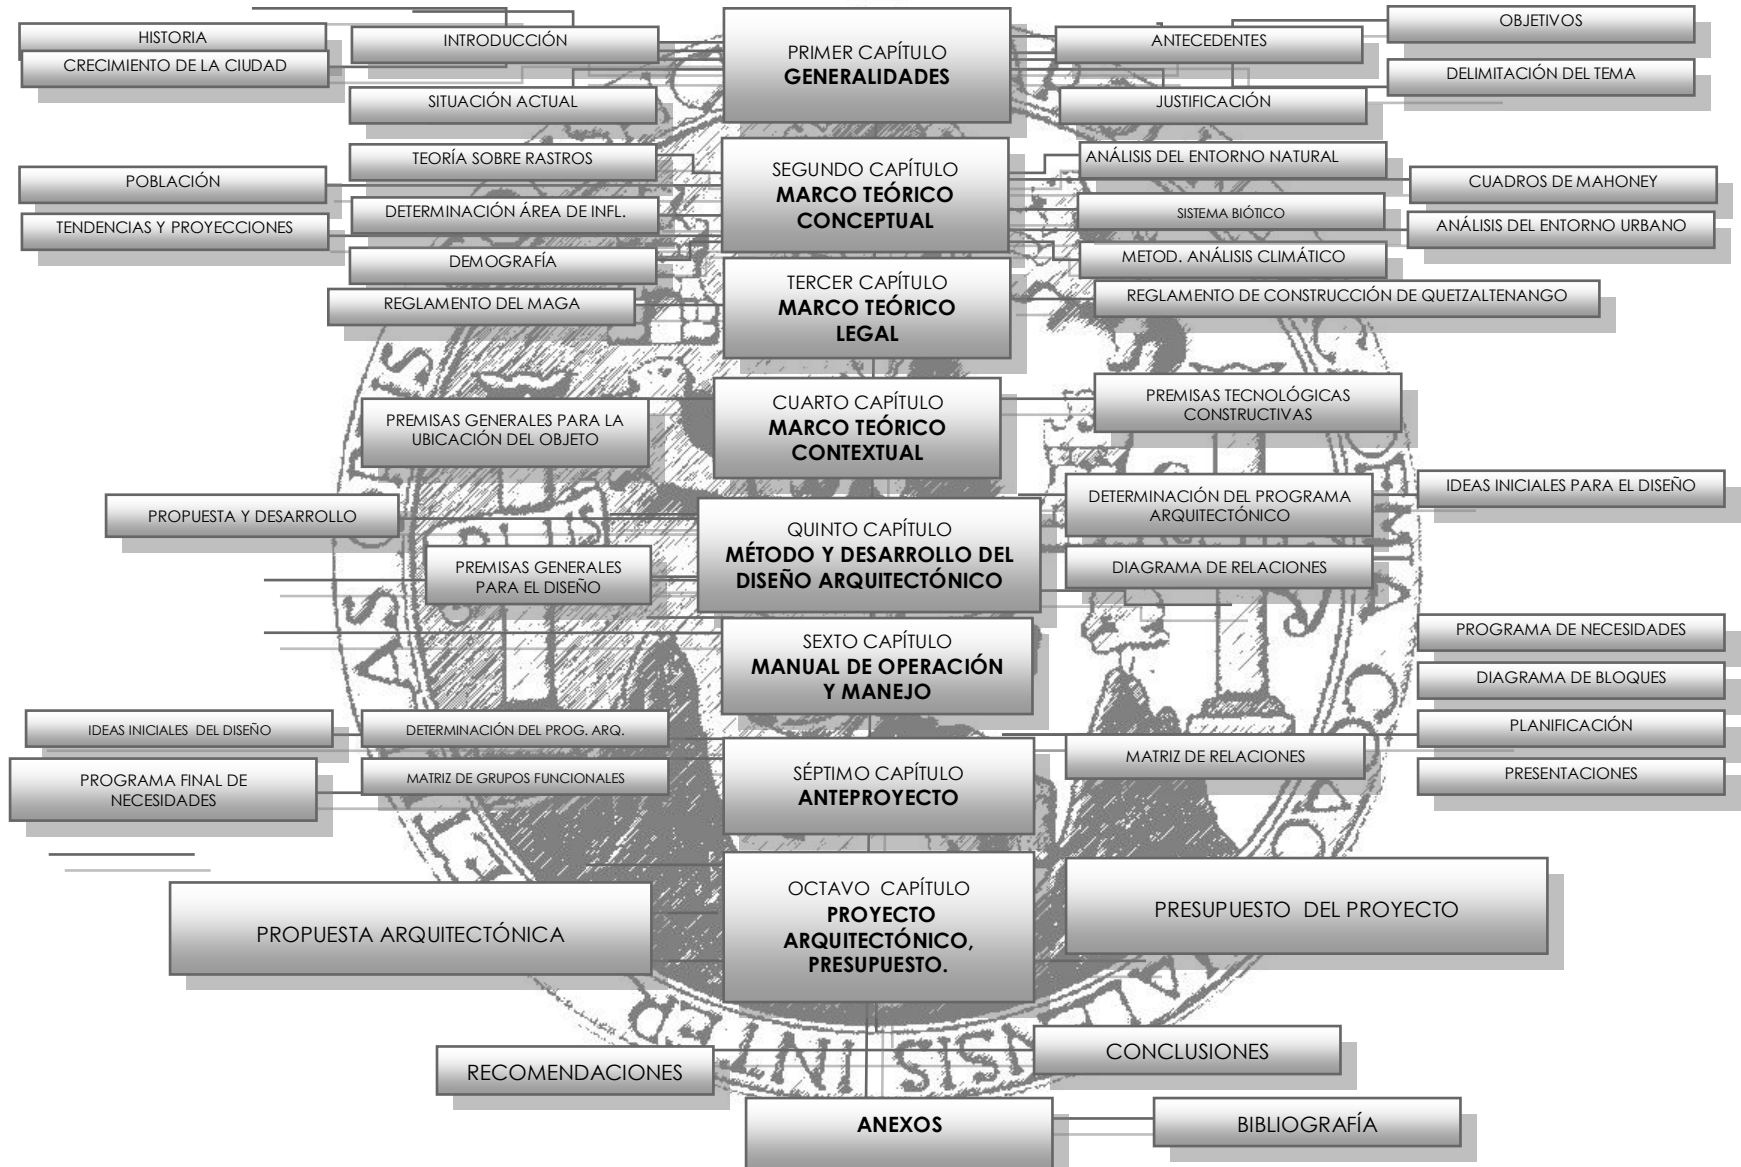 HISTORIA
CRECIMIENTO DE LA CIUDAD
INTRODUCCIÓN
SITUACIÓN ACTUAL
PRIMER CAPÍTULO
GENERALIDADES
ANTECEDENTES
JUSTIFICACIÓN
OBJETIVOS
DELIMITACIÓN DEL TEMA
POBLACIÓN
TENDENCIAS Y PROYECCIONES
TEORÍA SOBRE RASTROS
DETERMINACIÓN ÁREA DE INFL.
DEMOGRAFÍA
SEGUNDO CAPÍTULO
MARCO TEÓRICO
CONCEPTUAL
ANÁLISIS DEL ENTORNO NATURAL
SISTEMA BIÓTICO
METOD. ANÁLISIS CLIMÁTICO
CUADROS DE MAHONEY
ANÁLISIS DEL ENTORNO URBANO
REGLAMENTO DEL MAGA
TERCER CAPÍTULO
MARCO TEÓRICO
LEGAL
REGLAMENTO DE CONSTRUCCIÓN DE QUETZALTENANGO
PREMISAS GENERALES PARA LA
UBICACIÓN DEL OBJETO
CUARTO CAPÍTULO
MARCO TEÓRICO
CONTEXTUAL
PREMISAS TECNOLÓGICAS
CONSTRUCTIVAS
PROPUESTA Y DESARROLLO
PREMISAS GENERALES
PARA EL DISEÑO
QUINTO CAPÍTULO
MÉTODO Y DESARROLLO DEL
DISEÑO ARQUITECTÓNICO
DETERMINACIÓN DEL PROGRAMA
ARQUITECTÓNICO
DIAGRAMA DE RELACIONES
IDEAS INICIALES PARA EL DISEÑO
SEXTO CAPÍTULO
MANUAL DE OPERACIÓN
Y MANEJO
PROGRAMA DE NECESIDADES
DIAGRAMA DE BLOQUES
PLANIFICACIÓN
PRESENTACIONES
IDEAS INICIALES  DEL DISEÑO
PROGRAMA FINAL DE
NECESIDADES
DETERMINACIÓN DEL PROG. ARQ.
MATRIZ DE GRUPOS FUNCIONALES
SÉPTIMO CAPÍTULO
ANTEPROYECTO
MATRIZ DE RELACIONES
PROPUESTA ARQUITECTÓNICA
OCTAVO  CAPÍTULO
PROYECTO
ARQUITECTÓNICO,
PRESUPUESTO.
PRESUPUESTO  DEL PROYECTO
RECOMENDACIONES
CONCLUSIONES
ANEXOS
BIBLIOGRAFÍA